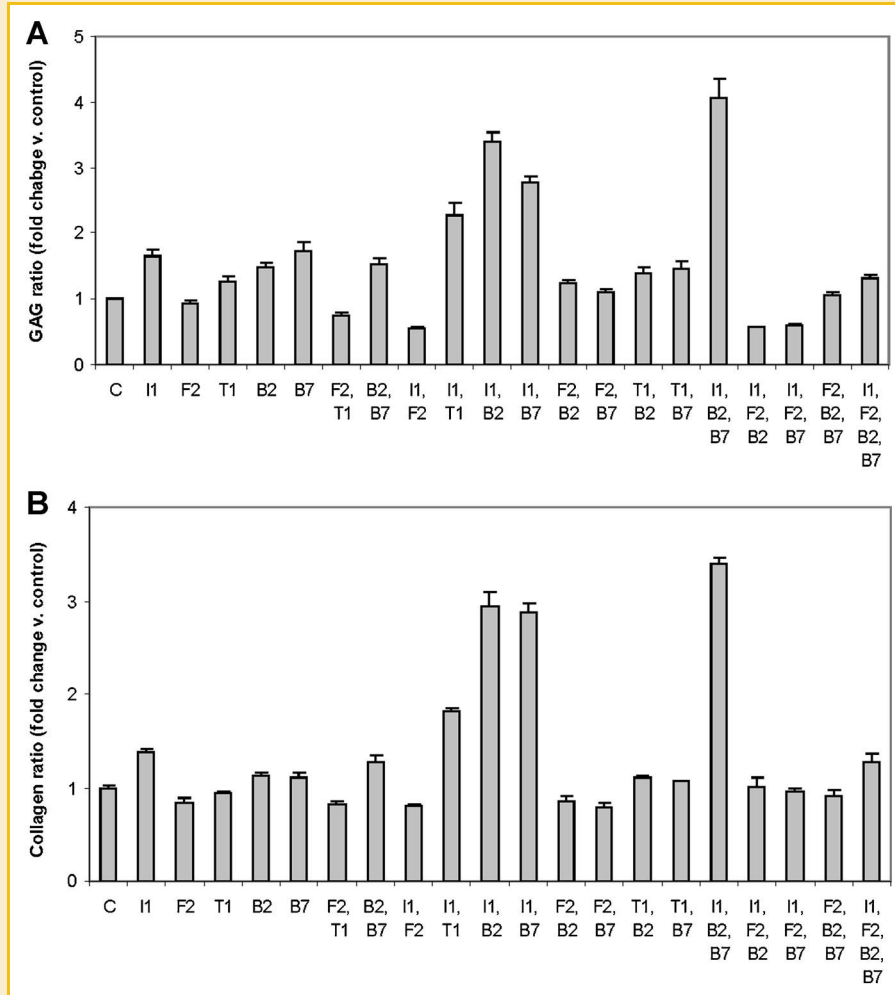 A
GAG ratio (fold chabge v. control)
5
4
3
2
1
0
C I1 F2 T1 B2 B7 F2, B2, I1, I1, I1, I1, F2, F2, T1, T1, I1, I1, I1, F2, I1,
T1 B7 F2 T1 B2 B7 B2 B7 B2 B7 B2, F2, F2, B2, F2,
B7 B2 B7 B7 B2,
B7
B
Collagen ratio (fold change v. control)
4
3
2
1
0
C I1 F2 T1 B2 B7 F2, B2, I1, I1, I1, I1, F2, F2, T1, T1, I1, I1, I1, F2, I1,
T1 B7 F2 T1 B2 B7 B2 B7 B2 B7 B2, F2, F2, B2, F2,
B7 B2 B7 B7 B2,
B7